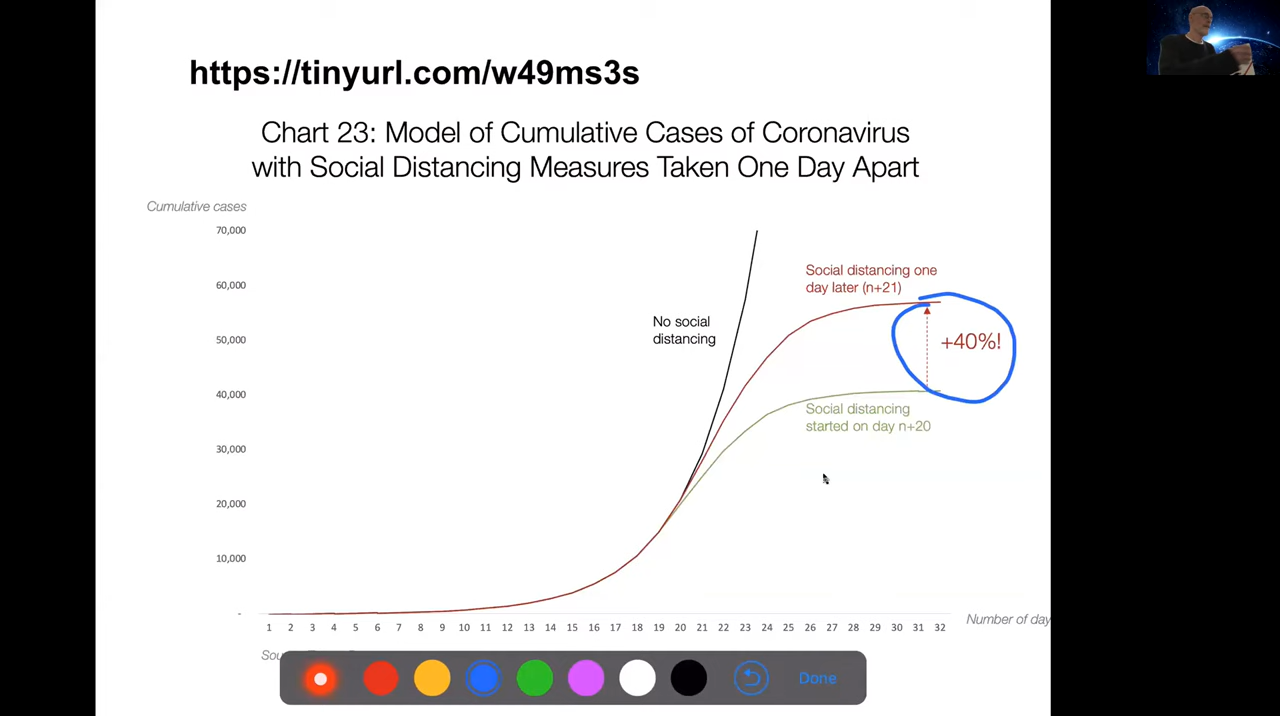 https://tinyurl.com/w49ms3s
Chart 23: Model of Cumulative Cases of Coronavirus
with Social Distancing Measures Taken One Day Apart
Cumulative cases
70,000
60,000
50,000
40,000
30,000
20,000
10,000
-
No social
distancing
Social distancing one
day later (n+21)
+40%!
Social distancing
started on day n+20
1 2 3 4 5 6 7 8 9 10 11 12 13 14 15 16 17 18 19 20 21 22 23 24 25 26 27 28 29 30 31 32
Number of day
Done